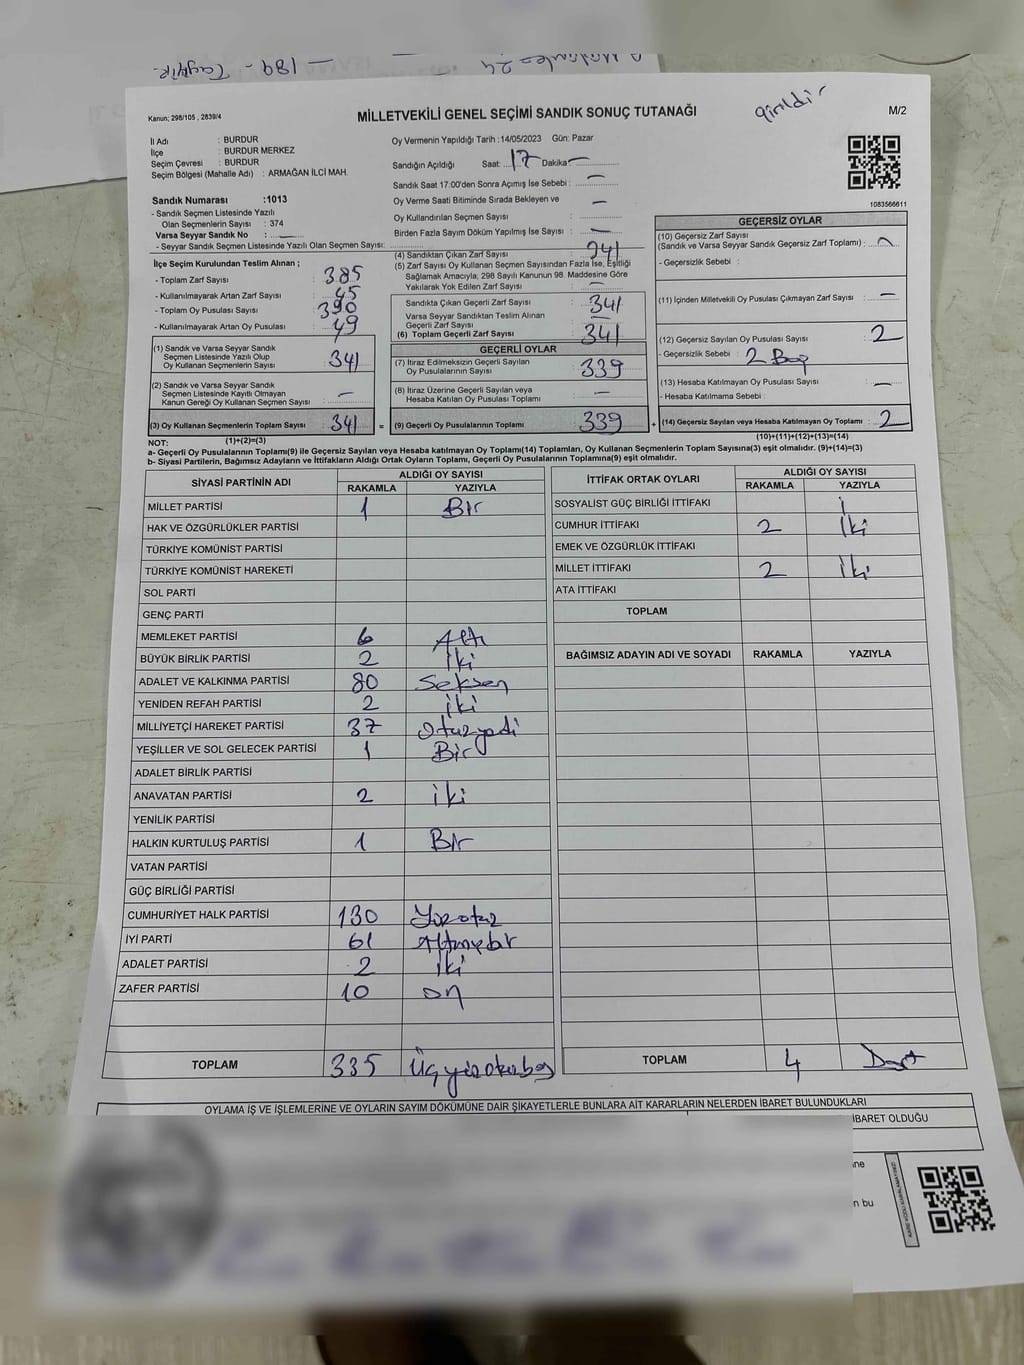 Kanun; 298/105 , 2839/4
MİLLETVEKİLİ GENEL SEÇİMİ SANDIK SONUÇ TUTANAĞI
girildi
M/2
İl Adı : BURDUR
İlçe : BURDUR MERKEZ
Seçim Çevresi : BURDUR
Seçim Bölgesi (Mahalle Adı) : ARMAĞAN İLCİ MAH.
Oy Vermenin Yapıldığı Tarih :14/05/2023 Gün: Pazar
Sandığın Açıldığı Saat: 17 Dakika: —
Sandık Saat 17:00'den Sonra Açımış İse Sebebi : —
Oy Verme Saati Bitiminde Sırada Bekleyen ve
Oy Kullandırılan Seçmen Sayısı : —
Birden Fazla Sayım Döküm Yapılmış İse Sayısı : —
1083566611
Sandık Numarası :1013
- Sandık Seçmen Listesinde Yazılı
Olan Seçmenlerin Sayısı : 374
Varsa Seyyar Sandık No : —
- Seyyar Sandık Seçmen Listesinde Yazılı Olan Seçmen Sayısı:
İlçe Seçim Kurulundan Teslim Alınan ;
- Toplam Zarf Sayısı : 385
- Kullanılmayarak Artan Zarf Sayısı : 45
- Toplam Oy Pusulası Sayısı : 390
- Kullanılmayarak Artan Oy Pusulası : 49
(1) Sandık ve Varsa Seyyar Sandık
Seçmen Listesinde Yazılı Olup
Oy Kullanan Seçmenlerin Sayısı : 341
(2) Sandık ve Varsa Seyyar Sandık
Seçmen Listesinde Kayıtlı Olmayan
Kanun Gereği Oy Kullanan Seçmen Sayısı : —
(3) Oy Kullanan Seçmenlerin Toplam Sayısı : 341
(1)+(2)=(3)
(4) Sandıktan Çıkan Zarf Sayısı : 341
(5) Zarf Sayısı Oy Kullanan Seçmen Sayısından Fazla İse, Eşitliği
Sağlamak Amacıyla, 298 Sayılı Kanunun 98. Maddesine Göre
Yakılarak Yok Edilen Zarf Sayısı : —
Sandıkta Çıkan Geçerli Zarf Sayısı : 341
Varsa Seyyar Sandıktan Teslim Alınan
Geçerli Zarf Sayısı : —
(6) Toplam Geçerli Zarf Sayısı : 341
GEÇERLİ OYLAR
(7) İtiraz Edilmeksizin Geçerli Sayılan
Oy Pusulalarının Sayısı : 339
(8) İtiraz Üzerine Geçerli Sayılan veya
Hesaba Katılan Oy Pusulası Toplamı : —
= (9) Geçerli Oy Pusulalarının Toplamı : 339
GEÇERSİZ OYLAR
(10) Geçersiz Zarf Sayısı
(Sandık ve Varsa Seyyar Sandık Geçersiz Zarf Toplamı) : —
- Geçersizlik Sebebi :
(11) İçinden Milletvekili Oy Pusulası Çıkmayan Zarf Sayısı : —
(12) Geçersiz Sayılan Oy Pusulası Sayısı : 2
- Geçersizlik Sebebi : 2 Boş
(13) Hesaba Katılmayan Oy Pusulası Sayısı : —
- Hesaba Katılmama Sebebi :
+ (14) Geçersiz Sayılan veya Hesaba Katılmayan Oy Toplamı : 2
(10)+(11)+(12)+(13)=(14)
NOT:
a- Geçerli Oy Pusulalarının Toplamı(9) ile Geçersiz Sayılan veya Hesaba katılmayan Oy Toplamı(14) Toplamları, Oy Kullanan Seçmenlerin Toplam Sayısına(3) eşit olmalıdır. (9)+(14)=(3)
b- Siyasi Partilerin, Bağımsız Adayların ve İttifakların Aldığı Ortak Oyların Toplamı, Geçerli Oy Pusulalarının Toplamına(9) eşit olmalıdır.
SİYASİ PARTİNİN ADI ALDIĞI OY SAYISI
RAKAMLA YAZIYLA
MİLLET PARTİSİ 1 Bir
HAK VE ÖZGÜRLÜKLER PARTİSİ
TÜRKİYE KOMÜNİST PARTİSİ
TÜRKİYE KOMÜNİST HAREKETİ
SOL PARTİ
GENÇ PARTİ
MEMLEKET PARTİSİ 6 Altı
BÜYÜK BİRLİK PARTİSİ 2 İki
ADALET VE KALKINMA PARTİSİ 80 Seksen
YENİDEN REFAH PARTİSİ 2 İki
MİLLİYETÇİ HAREKET PARTİSİ 37 otuzyedi
YEŞİLLER VE SOL GELECEK PARTİSİ 1 Bir
ADALET BİRLİK PARTİSİ
ANAVATAN PARTİSİ 2 iki
YENİLİK PARTİSİ
HALKIN KURTULUŞ PARTİSİ 1 Bir
VATAN PARTİSİ
GÜÇ BİRLİĞİ PARTİSİ
CUMHURİYET HALK PARTİSİ 130 Yüzotuz
İYİ PARTİ 61 Altmışbir
ADALET PARTİSİ 2 iki
ZAFER PARTİSİ 10 on
TOPLAM 335 Üçyüzotuzbeş
İTTİFAK ORTAK OYLARI ALDIĞI OY SAYISI
RAKAMLA YAZIYLA
SOSYALİST GÜÇ BİRLİĞİ İTTİFAKI
CUMHUR İTTİFAKI 2 İki
EMEK VE ÖZGÜRLÜK İTTİFAKI
MİLLET İTTİFAKI 2 İki
ATA İTTİFAKI
TOPLAM
BAĞIMSIZ ADAYIN ADI VE SOYADI RAKAMLA YAZIYLA
TOPLAM 4 Dört
OYLAMA İŞ VE İŞLEMLERİNE VE OYLARIN SAYIM DÖKÜMÜNE DAİR ŞİKAYETLERLE BUNLARA AİT KARARLARIN NELERDEN İBARET BULUNDUKLARI
İBARET OLDUĞU
n bu